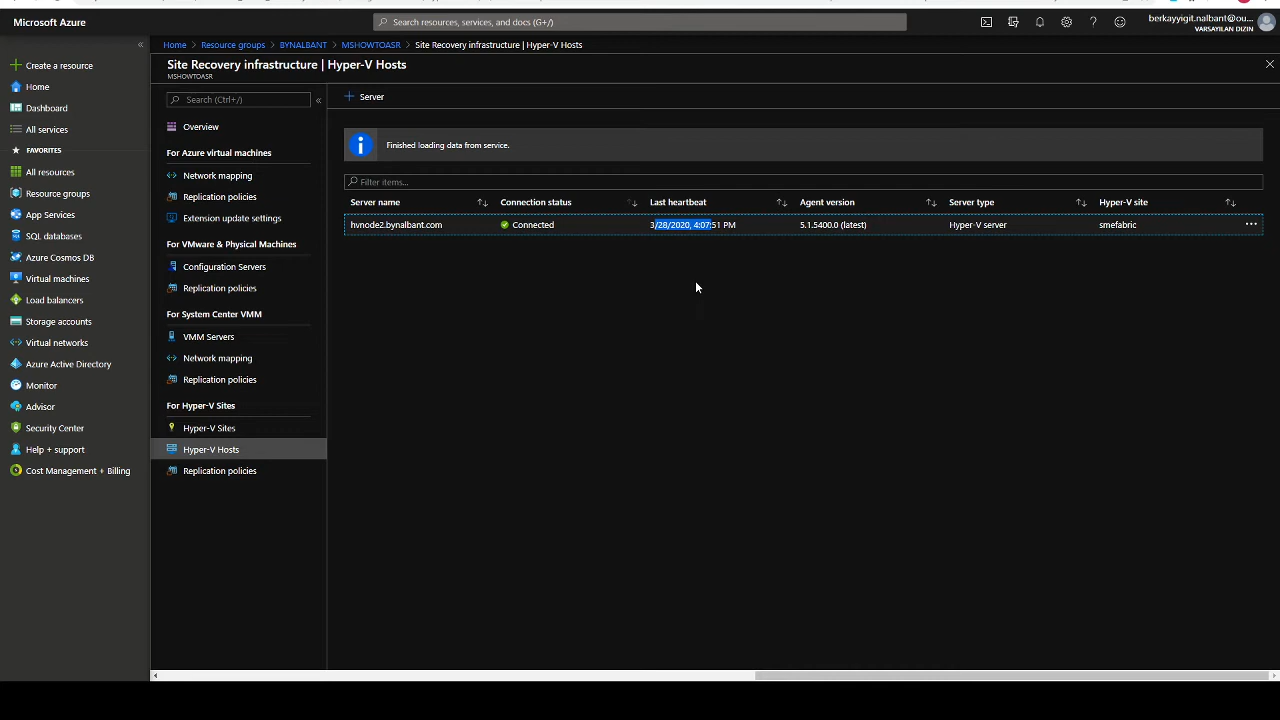 Microsoft Azure
Search resources, services, and docs (G+/)
berkayyigit.nalbant@ou...
VARSAYILAN DIZIN
Home > Resource groups > BYNALBANT > MSHOWTOASR > Site Recovery infrastructure | Hyper-V Hosts
Site Recovery infrastructure | Hyper-V Hosts
MSHOWTOASR
Create a resource
Home
Dashboard
All services
FAVORITES
All resources
Resource groups
App Services
SQL databases
Azure Cosmos DB
Virtual machines
Load balancers
Storage accounts
Virtual networks
Azure Active Directory
Monitor
Advisor
Security Center
Help + support
Cost Management + Billing
Search (Ctrl+/)
Overview
For Azure virtual machines
Network mapping
Replication policies
Extension update settings
For VMware & Physical Machines
Configuration Servers
Replication policies
For System Center VMM
VMM Servers
Network mapping
Replication policies
For Hyper-V Sites
Hyper-V Sites
Hyper-V Hosts
Replication policies
Server
Finished loading data from service.
Filter items...
Server name Connection status Last heartbeat Agent version Server type Hyper-V site
hvnode2.bynalbant.com Connected 3/28/2020, 4:07:51 PM 5.1.5400.0 (latest) Hyper-V server smefabric